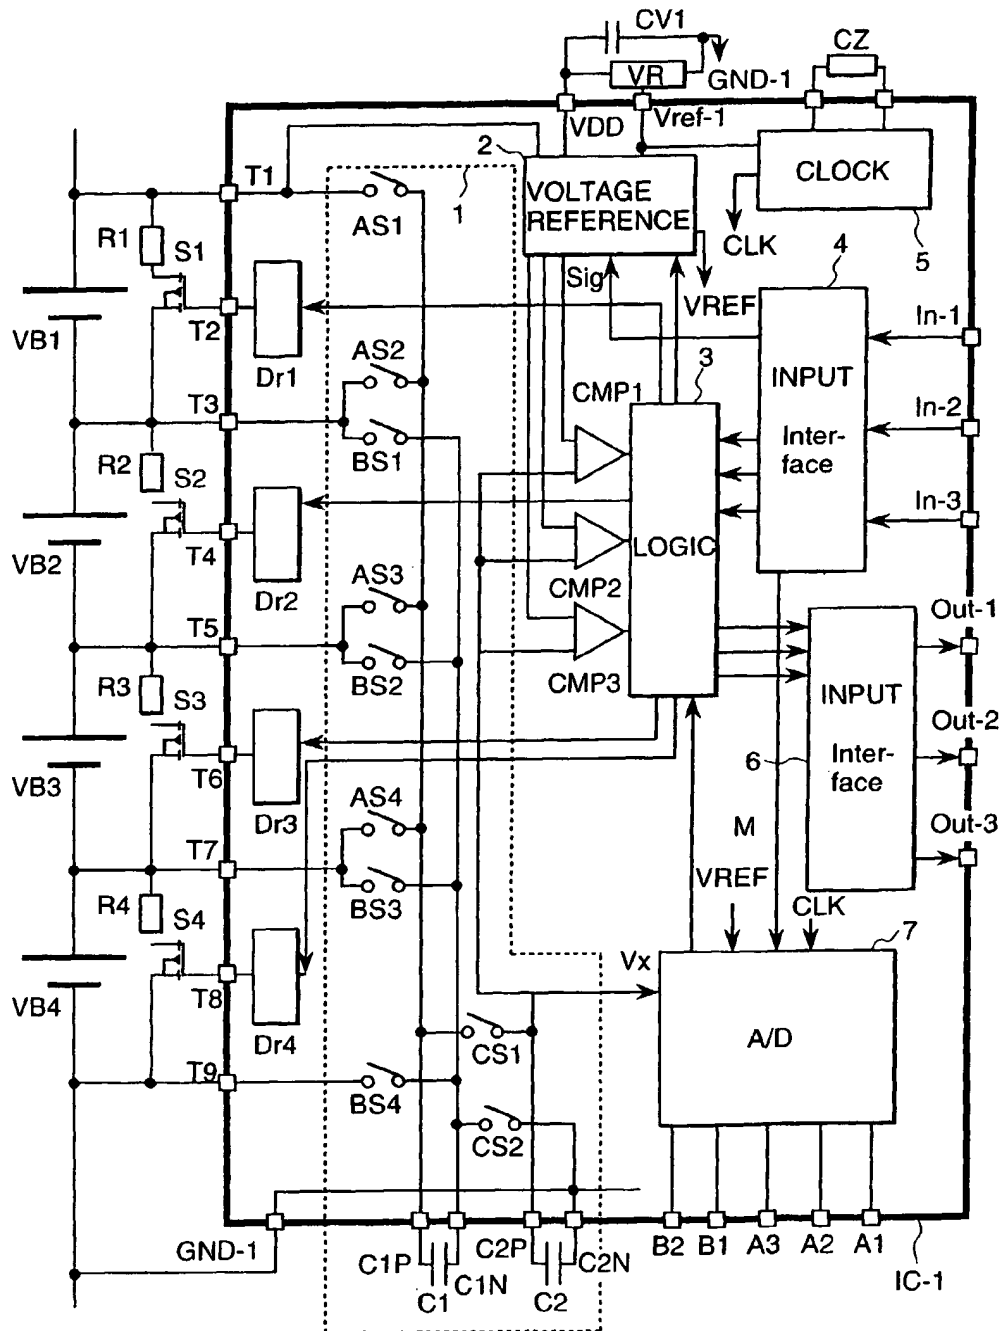 CV1
CZ
VR
GND-1
VDD
Vref-1
T1
2
1
VOLTAGE
REFERENCE
CLOCK
AS1
R1
S1
CLK
5
4
Sig
VREF
T2
VB1
Dr1
AS2
CMP1
3
INPUT
Inter-
face
In-1
T3
BS1
In-2
R2
S2
In-3
T4
LOGIC
VB2
Dr2
AS3
CMP2
T5
BS2
CMP3
Out-1
R3
S3
INPUT
Inter-
face
Out-2
T6
6
VB3
Dr3
AS4
M
Out-3
T7
BS3
VREF
R4
S4
CLK
7
T8
Vx
VB4
Dr4
CS1
A/D
T9
BS4
CS2
GND-1
C1P
C1N
C2P
C2N
B2
B1
A3
A2
A1
C1
C2
IC-1